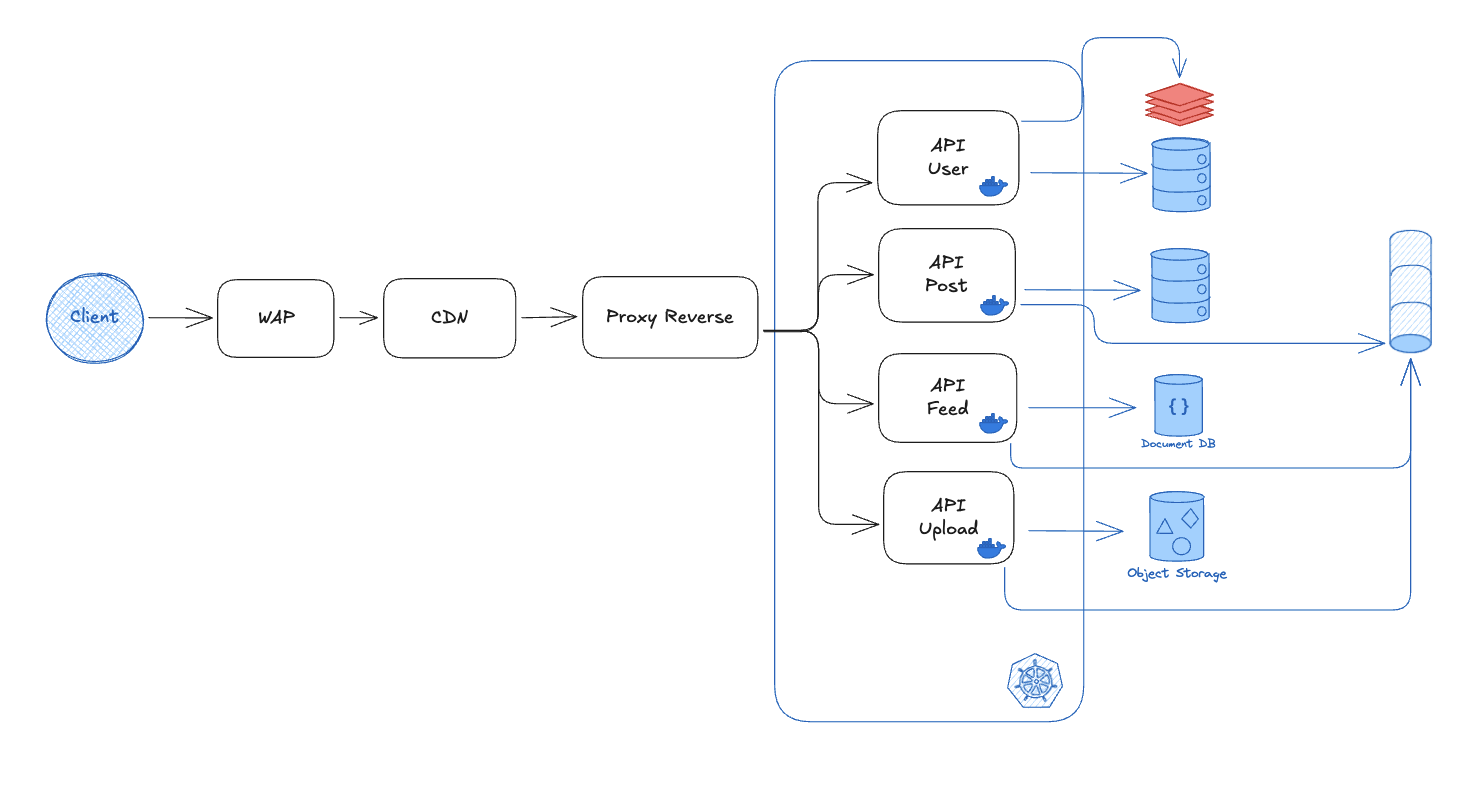 Client
WAP
CDN
Proxy Reverse
API
User
API
Post
API
Feed
API
Upload
{}
Document DB
Object Storage